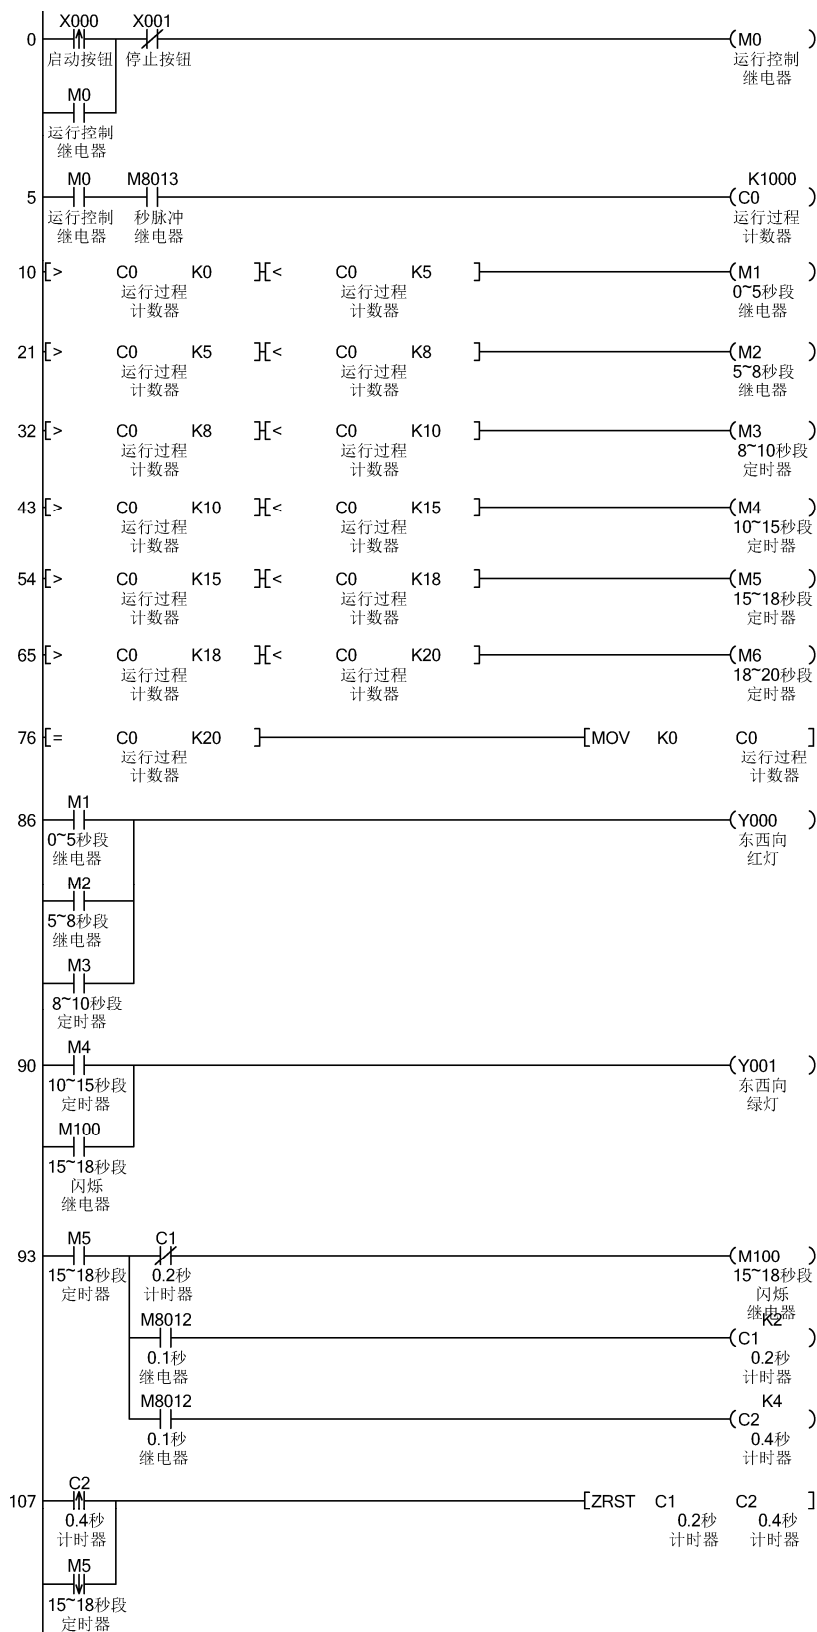 X000 X001
0 (M0 )
启动按钮 停止按钮 运行控制
继电器
M0
运行控制
继电器
M0 M8013 K1000
5 (C0 )
运行控制 秒脉冲 运行过程
继电器 继电器 计数器
10 [> C0 K0 ][< C0 K5 ] (M1 )
运行过程 运行过程 0~5秒段
计数器 计数器 继电器
21 [> C0 K5 ][< C0 K8 ] (M2 )
运行过程 运行过程 5~8秒段
计数器 计数器 继电器
32 [> C0 K8 ][< C0 K10 ] (M3 )
运行过程 运行过程 8~10秒段
计数器 计数器 定时器
43 [> C0 K10 ][< C0 K15 ] (M4 )
运行过程 运行过程 10~15秒段
计数器 计数器 定时器
54 [> C0 K15 ][< C0 K18 ] (M5 )
运行过程 运行过程 15~18秒段
计数器 计数器 定时器
65 [> C0 K18 ][< C0 K20 ] (M6 )
运行过程 运行过程 18~20秒段
计数器 计数器 定时器
76 [= C0 K20 ] [MOV K0 C0 ]
运行过程 运行过程
计数器 计数器
M1
86 (Y000 )
0~5秒段 东西向
继电器 红灯
M2
5~8秒段
继电器
M3
8~10秒段
定时器
M4
90 (Y001 )
10~15秒段 东西向
定时器 绿灯
M100
15~18秒段
闪烁
继电器
M5 C1
93 (M100 )
15~18秒段 0.2秒 15~18秒段
定时器 计时器 闪烁
继电器
M8012 K2
(C1 )
0.1秒 0.2秒
继电器 计时器
M8012 K4
(C2 )
0.1秒 0.4秒
继电器 计时器
C2
107 [ZRST C1 C2 ]
0.4秒 0.2秒 0.4秒
计时器 计时器 计时器
M5
15~18秒段
定时器